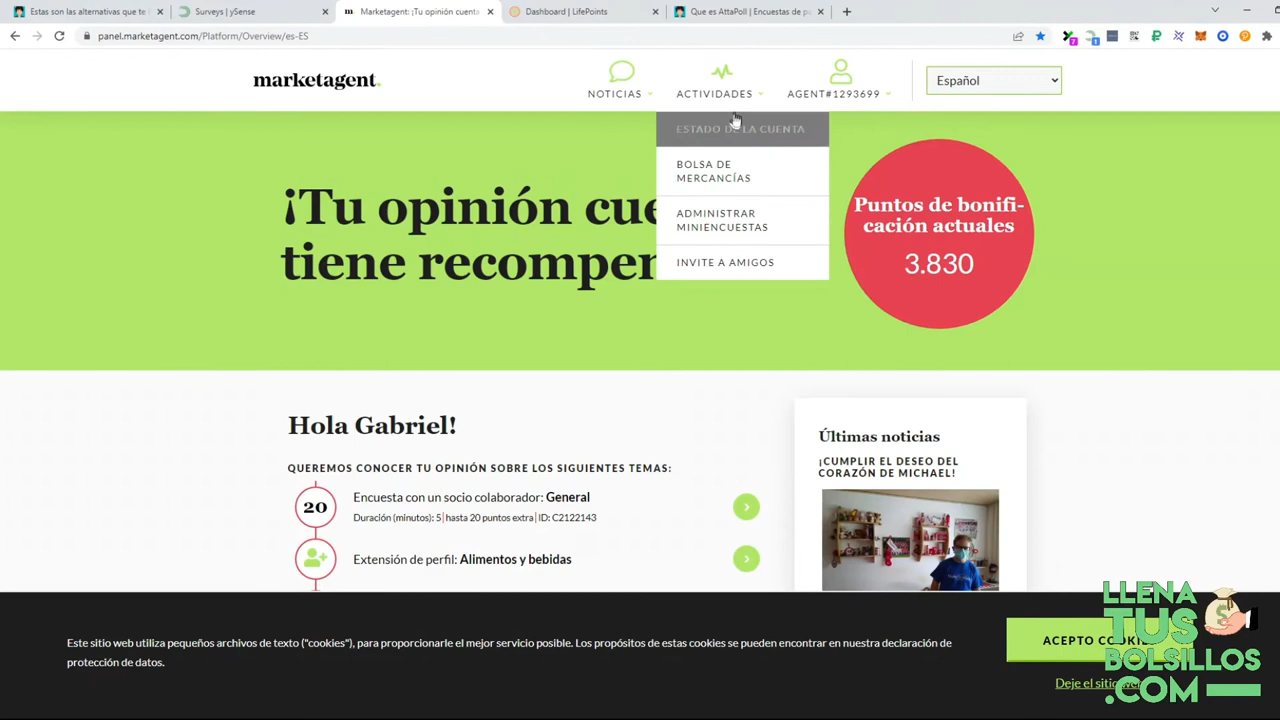 Estas son las alternativas que te
Surveys | ySense
Marketagent: ¡Tu opinión cuenta
Dashboard | LifePoints
Que es AttaPoll | Encuestas de pa
panel.marketagent.com/Platform/Overview/es-ES
marketagent.
NOTICIAS
ACTIVIDADES
AGENT#1293699
Español
ESTADO DE LA CUENTA
BOLSA DE
MERCANCÍAS
ADMINISTRAR
MINIENCUESTAS
INVITE A AMIGOS
¡Tu opinión cue
tiene recompen
Puntos de bonifi-
cación actuales
3.830
Hola Gabriel!
QUEREMOS CONOCER TU OPINIÓN SOBRE LOS SIGUIENTES TEMAS:
20
Encuesta con un socio colaborador: General
Duración (minutos): 5| hasta 20 puntos extra| ID: C2122143
Extensión de perfil: Alimentos y bebidas
Últimas noticias
¡CUMPLIR EL DESEO DEL
CORAZÓN DE MICHAEL!
Este sitio web utiliza pequeños archivos de texto ("cookies"), para proporcionarle el mejor servicio posible. Los propósitos de estas cookies se pueden encontrar en nuestra declaración de
protección de datos.
ACEPTO COOKI
Deje el sitio
LLENA
TUS
BOLSILLOS
.COM